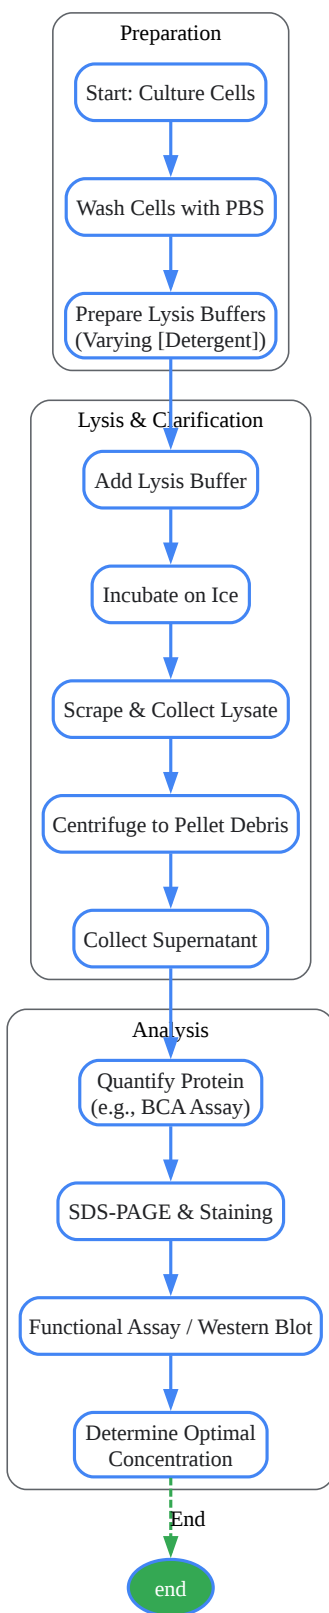 Preparation
Start: Culture Cells
Wash Cells with PBS
Prepare Lysis Buffers
(Varying [Detergent])
Lysis & Clarification
Add Lysis Buffer
Incubate on Ice
Scrape & Collect Lysate
Centrifuge to Pellet Debris
Collect Supernatant
Analysis
Quantify Protein
(e.g., BCA Assay)
SDS-PAGE & Staining
Functional Assay / Western Blot
Determine Optimal
Concentration
End
end